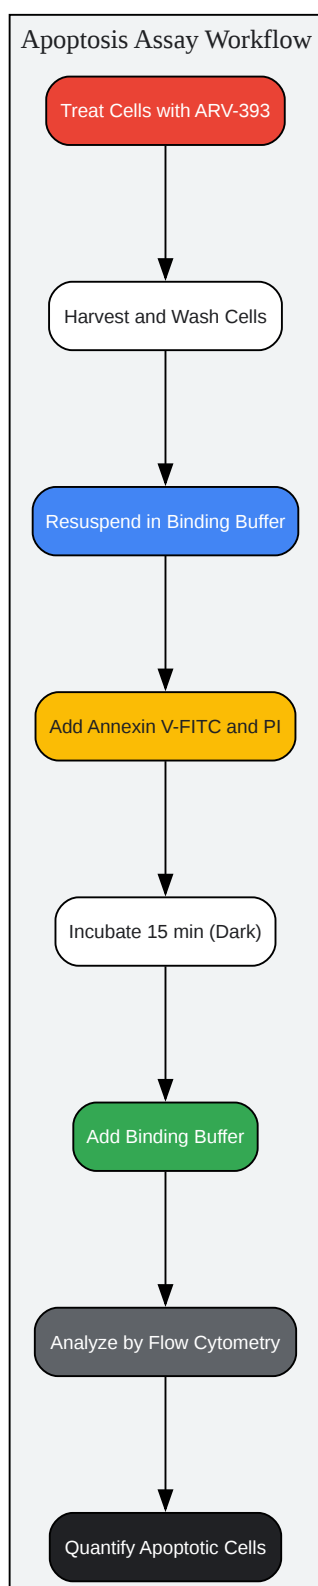 Apoptosis Assay Workflow
Treat Cells with ARV-393
Harvest and Wash Cells
Resuspend in Binding Buffer
Add Annexin V-FITC and PI
Incubate 15 min (Dark)
Add Binding Buffer
Analyze by Flow Cytometry
Quantify Apoptotic Cells